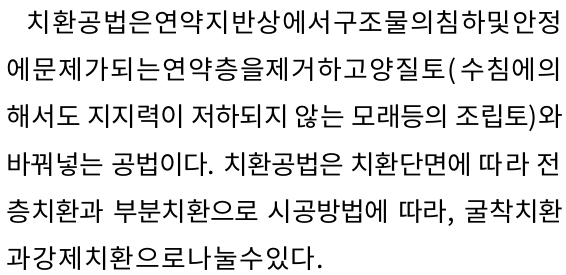 치환공법은연약지반상에서구조물의침하및안정
에문제가되는연약층을제거하고양질토(수침에의
해서도 지지력이 저하되지 않는 모래등의 조립토)와
바꿔넣는 공법이다. 치환공법은 치환단면에 따라 전
층치환과 부분치환으로 시공방법에 따라, 굴착치환
과강제치환으로나눌수있다.